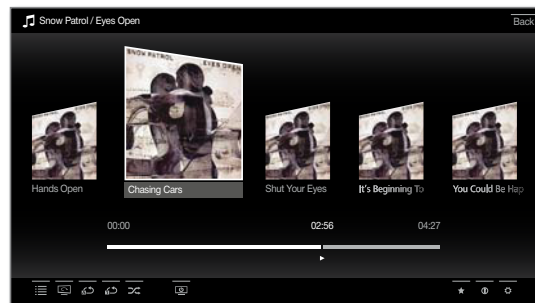 Snow Patrol / Eyes Open
Back
SNOW PATROL EYES OPEN
Hands Open
Chasing Cars
Shut Your Eyes
It's Beginning To
You Could Be Hap
00:00
02:56
04:27